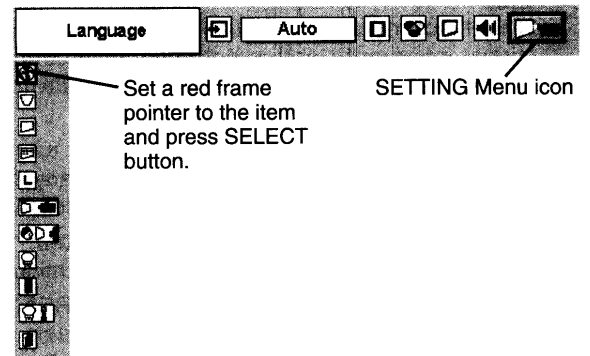 Language
Auto
SETTING Menu icon
Set a red frame
pointer to the item
and press SELECT
button.
L